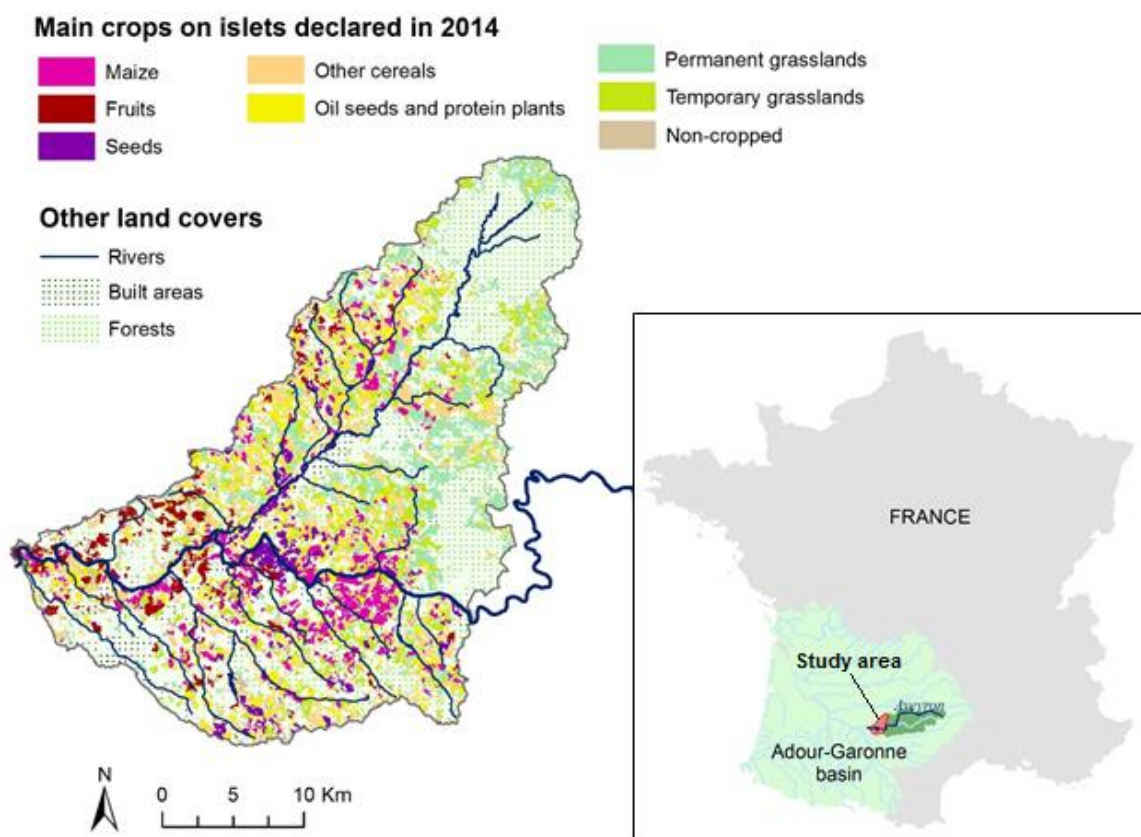 Main crops on islets declared in 2014
Maize
Fruits
Seeds
Other cereals
Oil seeds and protein plants
Permanent grasslands
Temporary grasslands
Non-cropped
Other land covers
Rivers
Built areas
Forests
N
0 5 10 Km
FRANCE
Study area
Aveyron
Adour-Garonne
basin